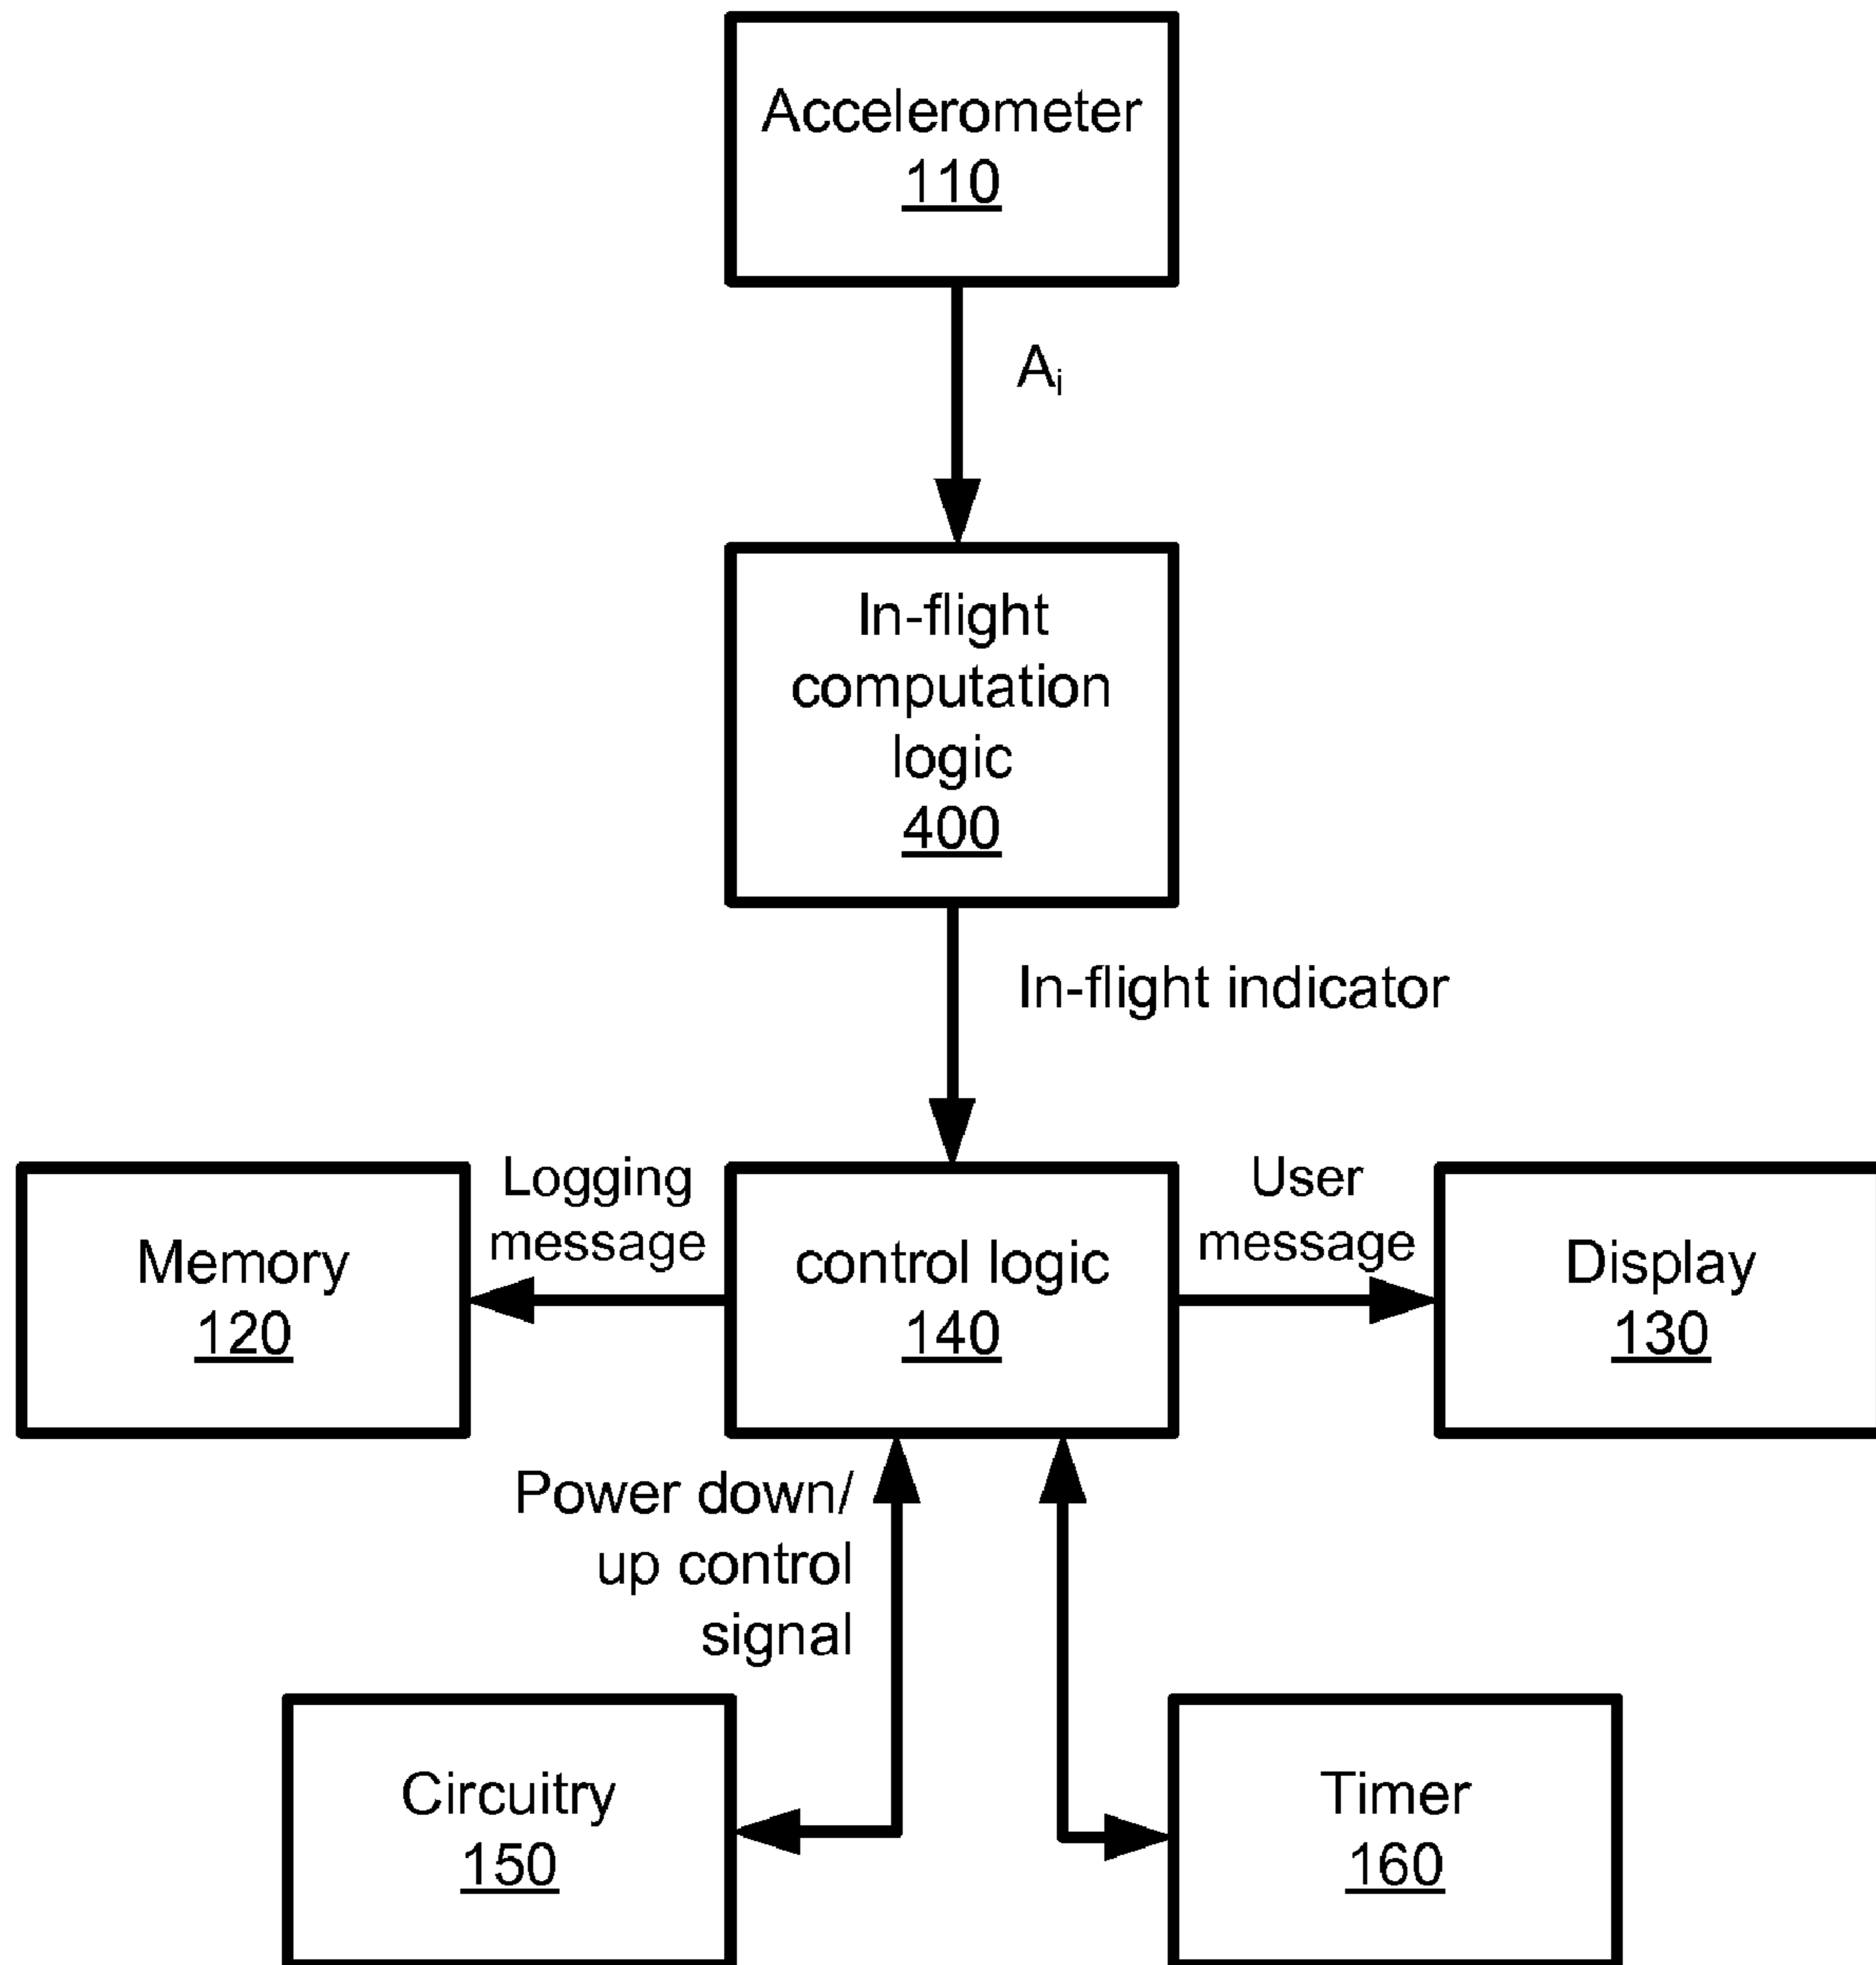 Accelerometer
110
Ai
In-flight
computation
logic
400
In-flight indicator
Memory
120
Logging
message
control logic
140
User
message
Display
130
Power down/
up control
signal
Circuitry
150
Timer
160